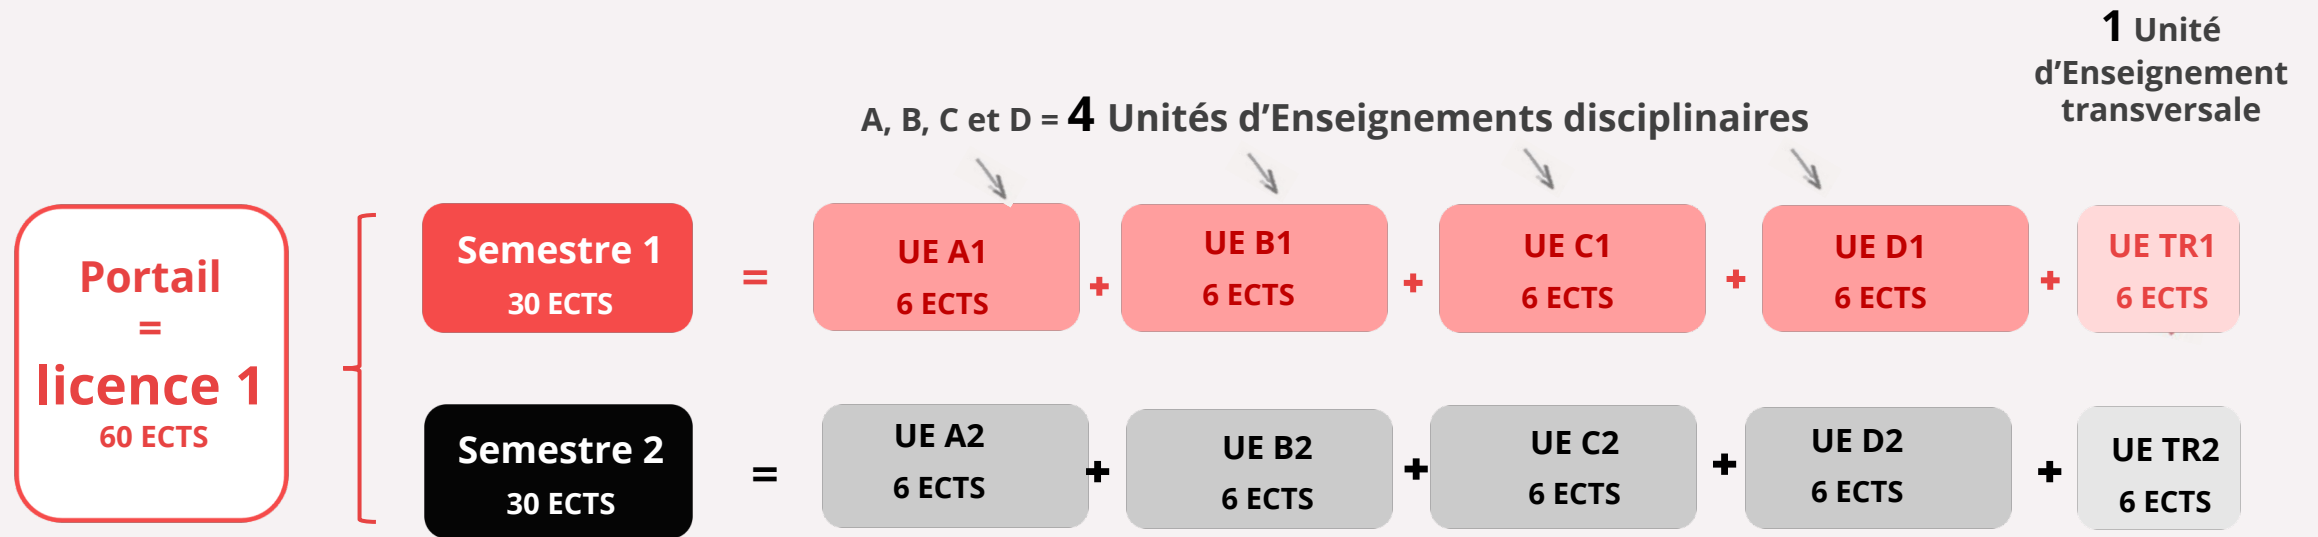 1 Unité
d’Enseignement
transversale
A, B, C et D = 4 Unités d’Enseignements disciplinaires
Portail
=
licence 1
60 ECTS
Semestre 1
30 ECTS
=
UE A1
6 ECTS
+
UE B1
6 ECTS
+
UE C1
6 ECTS
+
UE D1
6 ECTS
+
UE TR1
6 ECTS
Semestre 2
30 ECTS
=
UE A2
6 ECTS
+
UE B2
6 ECTS
+
UE C2
6 ECTS
+
UE D2
6 ECTS
+
UE TR2
6 ECTS